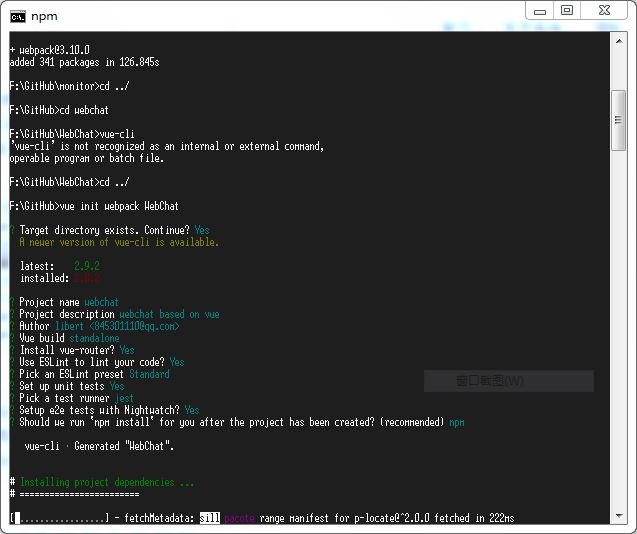 npm
+ webpack@3.10.0
added 341 packages in 126.845s
F:\GitHub\monitor>cd ../
F:\GitHub>cd webchat
F:\GitHub\WebChat>vue-cli
'vue-cli' is not recognized as an internal or external command,
operable program or batch file.
F:\GitHub\WebChat>cd ../
F:\GitHub>vue init webpack WebChat
? Target directory exists. Continue? Yes
A newer version of vue-cli is available.
latest: 2.9.2
installed:
? Project name webchat
? Project description webchat based on vue
? Author libert <845301110@qq.com>
? Vue build standalone
? Install vue-router? Yes
? Use ESLint to lint your code? Yes
? Pick an ESLint preset Standard
? Set up unit tests Yes
? Pick a test runner jest
? Setup e2e tests with Nightwatch? Yes
? Should we run `npm install` for you after the project has been created? (recommended) npm
vue-cli · Generated "WebChat".
# Installing project dependencies ...
# ========================
[ ................] - fetchMetadata: sill pacote range manifest for p-locate@^2.0.0 fetched in 222ms
窗口截图(W)